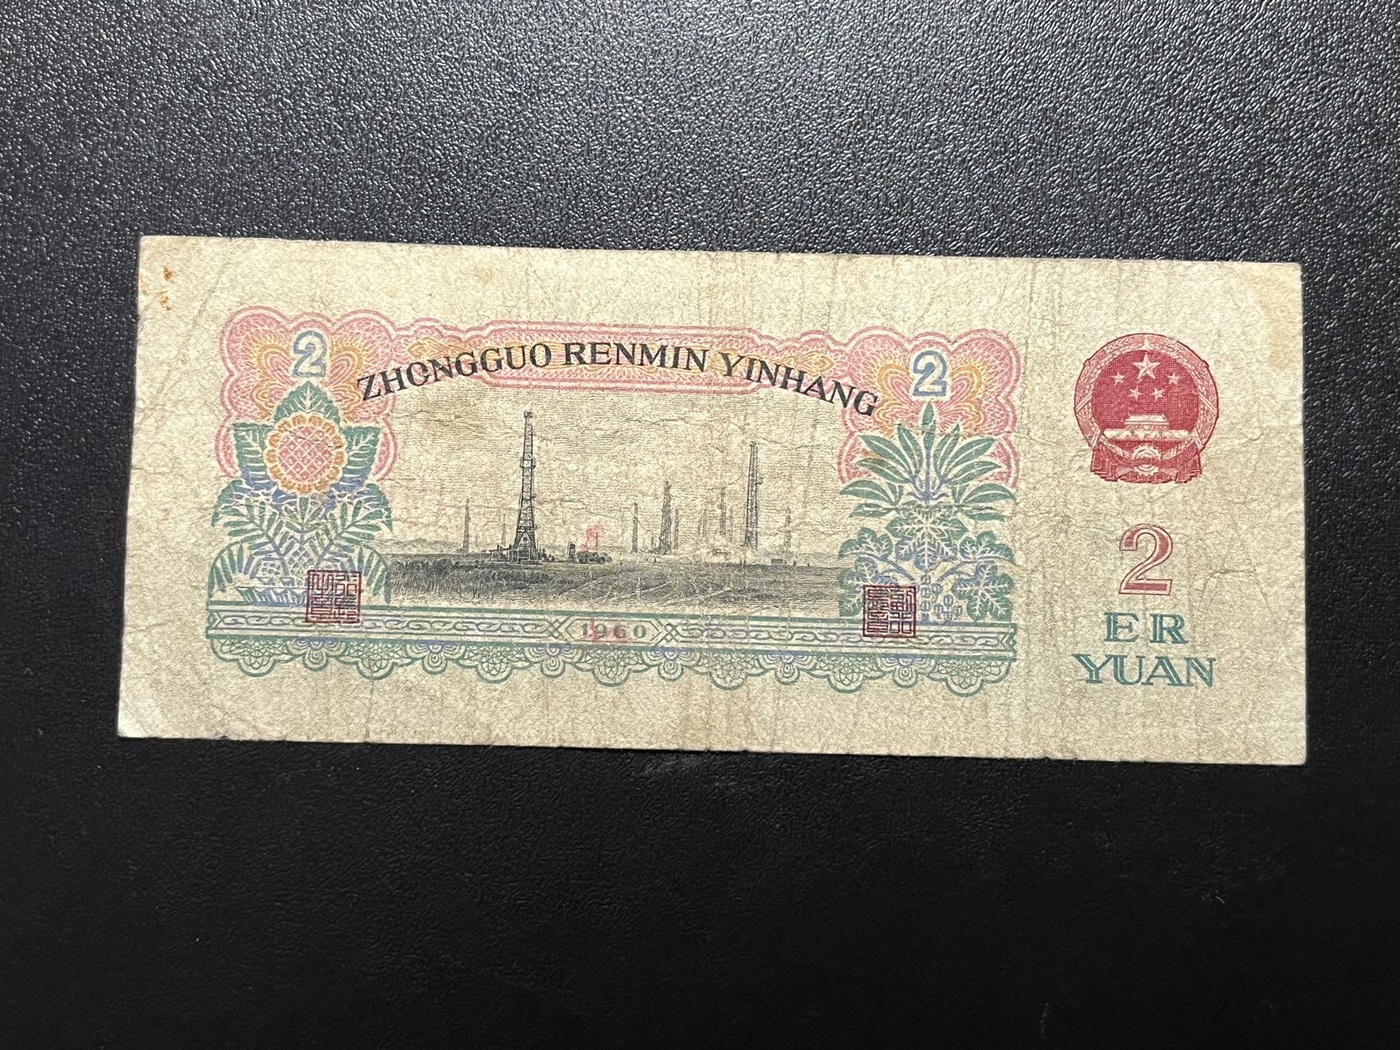 2
ZHONGGUO RENMIN YINHANG
2
1960
2
ER
YUAN